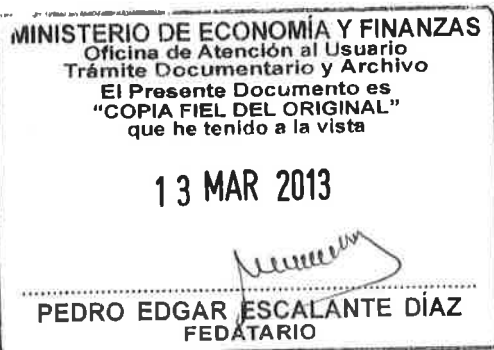 MINISTERIO DE ECONOMÍA Y FINANZAS
Oficina de Atención al Usuario
Trámite Documentario y Archivo
El Presente Documento es
"COPIA FIEL DEL ORIGINAL"
que he tenido a la vista
13 MAR 2013
PEDRO EDGAR ESCALANTE DÍAZ
FEDATARIO